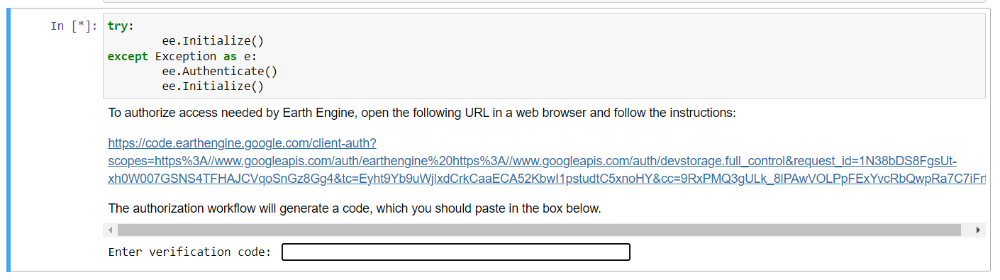 In [*]: try:
ee.Initialize()
except Exception as e:
ee.Authenticate()
ee.Initialize()
To authorize access needed by Earth Engine, open the following URL in a web browser and follow the instructions:
https://code.earthengine.google.com/client-auth?
scopes=https%3A//www.googleapis.com/auth/earthengine%20https%3A//www.googleapis.com/auth/devstorage.full_control&request_id=1N38bDS8FgsUt-
xh0W007GSNS4TFHAJCVqoSnGz8Gg4&tc=Eyht9Yb9uWjlxdCrkCaaECA52KbwI1pstudtC5xnoHY&cc=9RxPMQ3gULk_8lPAwVOLPpFExYvcRbQwpRa7C7iFrt
The authorization workflow will generate a code, which you should paste in the box below.
Enter verification code: